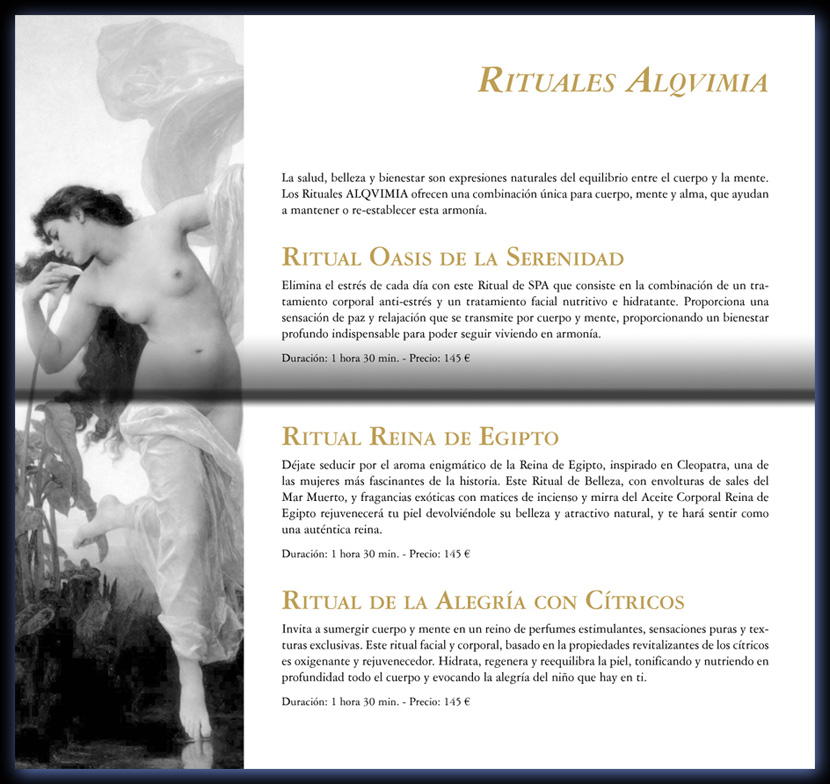 Rituales Alqvimia
La salud, belleza y bienestar son expresiones naturales del equilibrio entre el cuerpo y la mente.
Los Rituales ALQVIMIA ofrecen una combinación única para cuerpo, mente y alma, que ayudan
a mantener o re-establecer esta armonía.
Ritual Oasis de la Serenidad
Elimina el estrés de cada día con este Ritual de SPA que consiste en la combinación de un tra-
tamiento corporal anti-estrés y un tratamiento facial nutritivo e hidratante. Proporciona una
sensación de paz y relajación que se transmite por cuerpo y mente, proporcionando un bienestar
profundo indispensable para poder seguir viviendo en armonía.
Duración: 1 hora 30 min. - Precio: 145 €
Ritual Reina de Egipto
Déjate seducir por el aroma enigmático de la Reina de Egipto, inspirado en Cleopatra, una de
las mujeres más fascinantes de la historia. Este Ritual de Belleza, con envolturas de sales del
Mar Muerto, y fragancias exóticas con matices de incienso y mirra del Aceite Corporal Reina de
Egipto rejuvenecerá tu piel devolviéndole su belleza y atractivo natural, y te hará sentir como
una auténtica reina.
Duración: 1 hora 30 min. - Precio: 145 €
Ritual de la Alegría con Cítricos
Invita a sumergir cuerpo y mente en un reino de perfumes estimulantes, sensaciones puras y tex-
turas exclusivas. Este ritual facial y corporal, basado en la propiedades revitalizantes de los cítricos
es oxigenante y rejuvenecedor. Hidrata, regenera y reequilibra la piel, tonificando y nutriendo en
profundidad todo el cuerpo y evocando la alegría del niño que hay en ti.
Duración: 1 hora 30 min. - Precio: 145 €